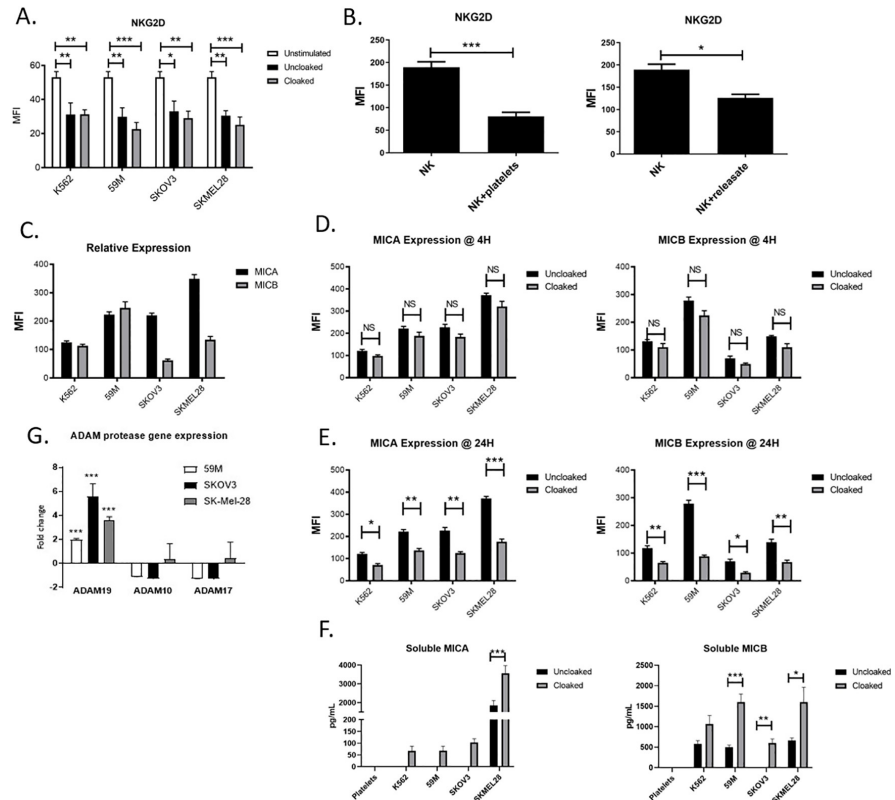 A.
NKG2D
MFI
60
40
20
0
** *** ** ***
** ** * **
Unstimulated
Uncloaked
Cloaked
K562 59M SKOV3 SKMEL28
B.
NKG2D
MFI
250
200
150
100
50
0
***
NK NK+platelets
NKG2D
MFI
250
200
150
100
50
0
*
NK NK+releasate
C.
Relative Expression
MFI
400
300
200
100
0
MICA
MICB
K562 59M SKOV3 SKMEL28
D.
MICA Expression @ 4H
MFI
500
400
300
200
100
0
NS NS NS NS
Uncloaked
Cloaked
K562 59M SKOV3 SKMEL28
MICB Expression @ 4H
MFI
400
300
200
100
0
NS NS NS NS
Uncloaked
Cloaked
K562 59M SKOV3 SKMEL28
G.
ADAM protease gene expression
Fold change
8
6
4
2
0
-2
*** *** ***
59M
SKOV3
SK-Mel-28
ADAM19 ADAM10 ADAM17
E.
MICA Expression @ 24H
MFI
500
400
300
200
100
0
* ** ** ***
Uncloaked
Cloaked
K562 59M SKOV3 SKMEL28
MICB Expression @ 24H
MFI
400
300
200
100
0
** *** * **
Uncloaked
Cloaked
K562 59M SKOV3 SKMEL28
F.
Soluble MICA
pg/mL
4000
3000
2000
200
150
100
50
0
***
Uncloaked
Cloaked
Platelets K562 59M SKOV3 SKMEL28
Soluble MICB
pg/mL
2000
1500
1000
500
0
*** ** *
Uncloaked
Cloaked
Platelets K562 59M SKOV3 SKMEL28